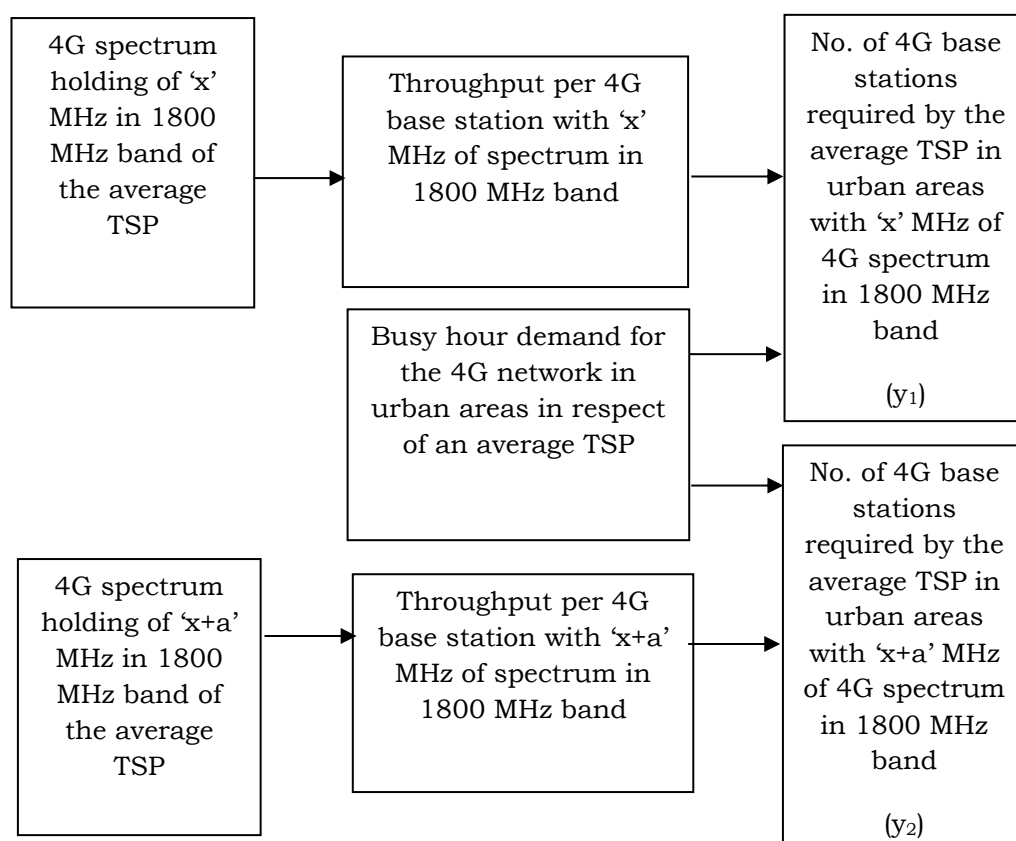 4G spectrum
holding of ‘x’
MHz in 1800
MHz band of
the average
TSP
Throughput per 4G
base station with ‘x’
MHz of spectrum in
1800 MHz band
No. of 4G base
stations
required by the
average TSP in
urban areas
with ‘x’ MHz of
4G spectrum
in 1800 MHz
band
(y₁)
Busy hour demand for
the 4G network in
urban areas in respect
of an average TSP
4G spectrum
holding of ‘x+a’
MHz in 1800
MHz band of
the average
TSP
Throughput per 4G
base station with ‘x+a’
MHz of spectrum in
1800 MHz band
No. of 4G base
stations
required by the
average TSP in
urban areas
with ‘x+a’ MHz
of 4G spectrum
in 1800 MHz
band
(y₂)